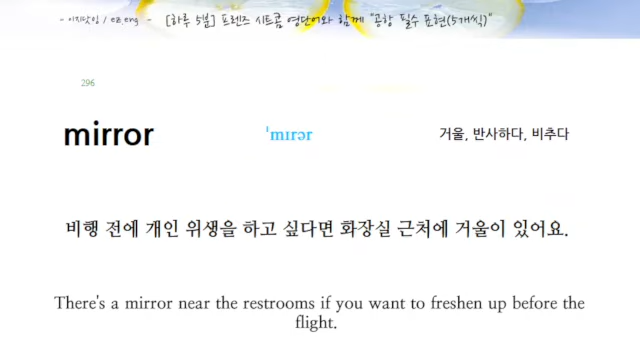 - 이지잉잉 / ez.eng - [하루 5분] 프렌즈 시트콤 영단어와 함께 "공항 필수 표현(5개씩)"
296
mirror ˈmɪrər 거울, 반사하다, 비추다
비행 전에 개인 위생을 하고 싶다면 화장실 근처에 거울이 있어요.
There's a mirror near the restrooms if you want to freshen up before the
flight.